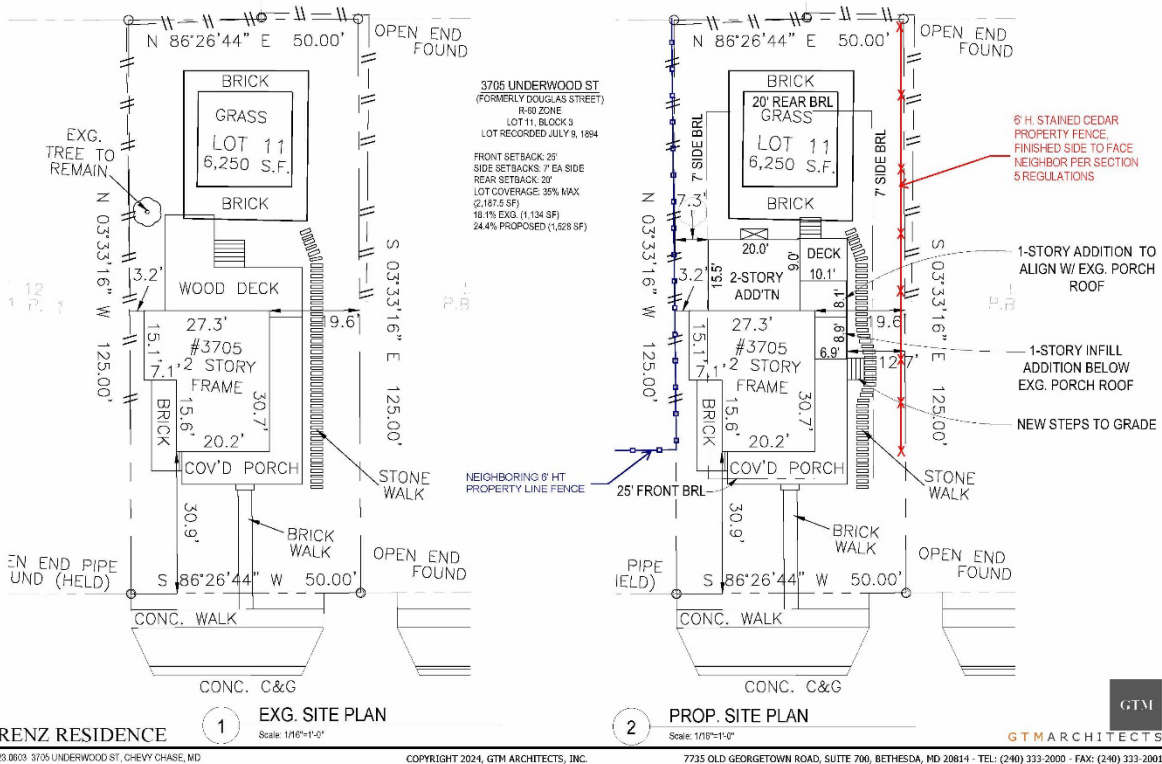 N 86°26'44" E 50.00'
OPEN END
FOUND
BRICK
GRASS
LOT 11
6,250 S.F.
BRICK
EXG.
TREE TO
REMAIN
N 03°33'16" W 125.00'
S 03°33'16" E 125.00'
3.2'
WOOD DECK
19.6'
27.3'
#3705
2 STORY
FRAME
15.1'
7.1'
BRICK
15.6'
30.7'
20.2'
COV'D PORCH
STONE
WALK
30.9'
BRICK
WALK
EN END PIPE
UND (HELD)
OPEN END
FOUND
S 86°26'44" W 50.00'
CONC. WALK
CONC. C&G
1
EXG. SITE PLAN
Scale: 1/16"=1'-0"
3705 UNDERWOOD ST
(FORMERLY DOUGLAS STREET)
R-60 ZONE
LOT 11, BLOCK 3
LOT RECORDED JULY 9, 1894
FRONT SETBACK: 25'
SIDE SETBACKS: 7' EA SIDE
REAR SETBACK: 20'
LOT COVERAGE: 35% MAX
(2,187.5 SF)
18.1% EXG. (1,134 SF)
24.4% PROPOSED (1,528 SF)
N 86°26'44" E 50.00'
OPEN END
FOUND
BRICK
20' REAR BRL
GRASS
LOT 11
6,250 S.F.
BRICK
7' SIDE BRL
7' SIDE BRL
6' H. STAINED CEDAR
PROPERTY FENCE,
FINISHED SIDE TO FACE
NEIGHBOR PER SECTION
5 REGULATIONS
N 03°33'16" W 125.00'
S 03°33'16" E 125.00'
P.B.
7.3'
20.0'
9.0'
DECK
10.1'
3.2'
15.5'
2-STORY
ADD'TN
8.1'
1-STORY ADDITION TO
ALIGN W/ EXG. PORCH
ROOF
19.6'
27.3'
#3705
2 STORY
FRAME
8.9'
6.9'
12.7'
15.1'
7.1'
BRICK
15.6'
30.7'
20.2'
COV'D PORCH
1-STORY INFILL
ADDITION BELOW
EXG. PORCH ROOF
NEW STEPS TO GRADE
NEIGHBORING 6' HT
PROPERTY LINE FENCE
25' FRONT BRL
STONE
WALK
30.9'
BRICK
WALK
PIPE
OPEN END
FOUND
S 86°26'44" W 50.00'
CONC. WALK
CONC. C&G
2
PROP. SITE PLAN
Scale: 1/16"=1'-0"
GTM
GTMARCHITECTS
RENZ RESIDENCE
23.0603 3705 UNDERWOOD ST, CHEVY CHASE, MD
COPYRIGHT 2024, GTM ARCHITECTS, INC.
7735 OLD GEORGETOWN ROAD, SUITE 700, BETHESDA, MD 20814 - TEL: (240) 333-2000 - FAX: (240) 333-2001